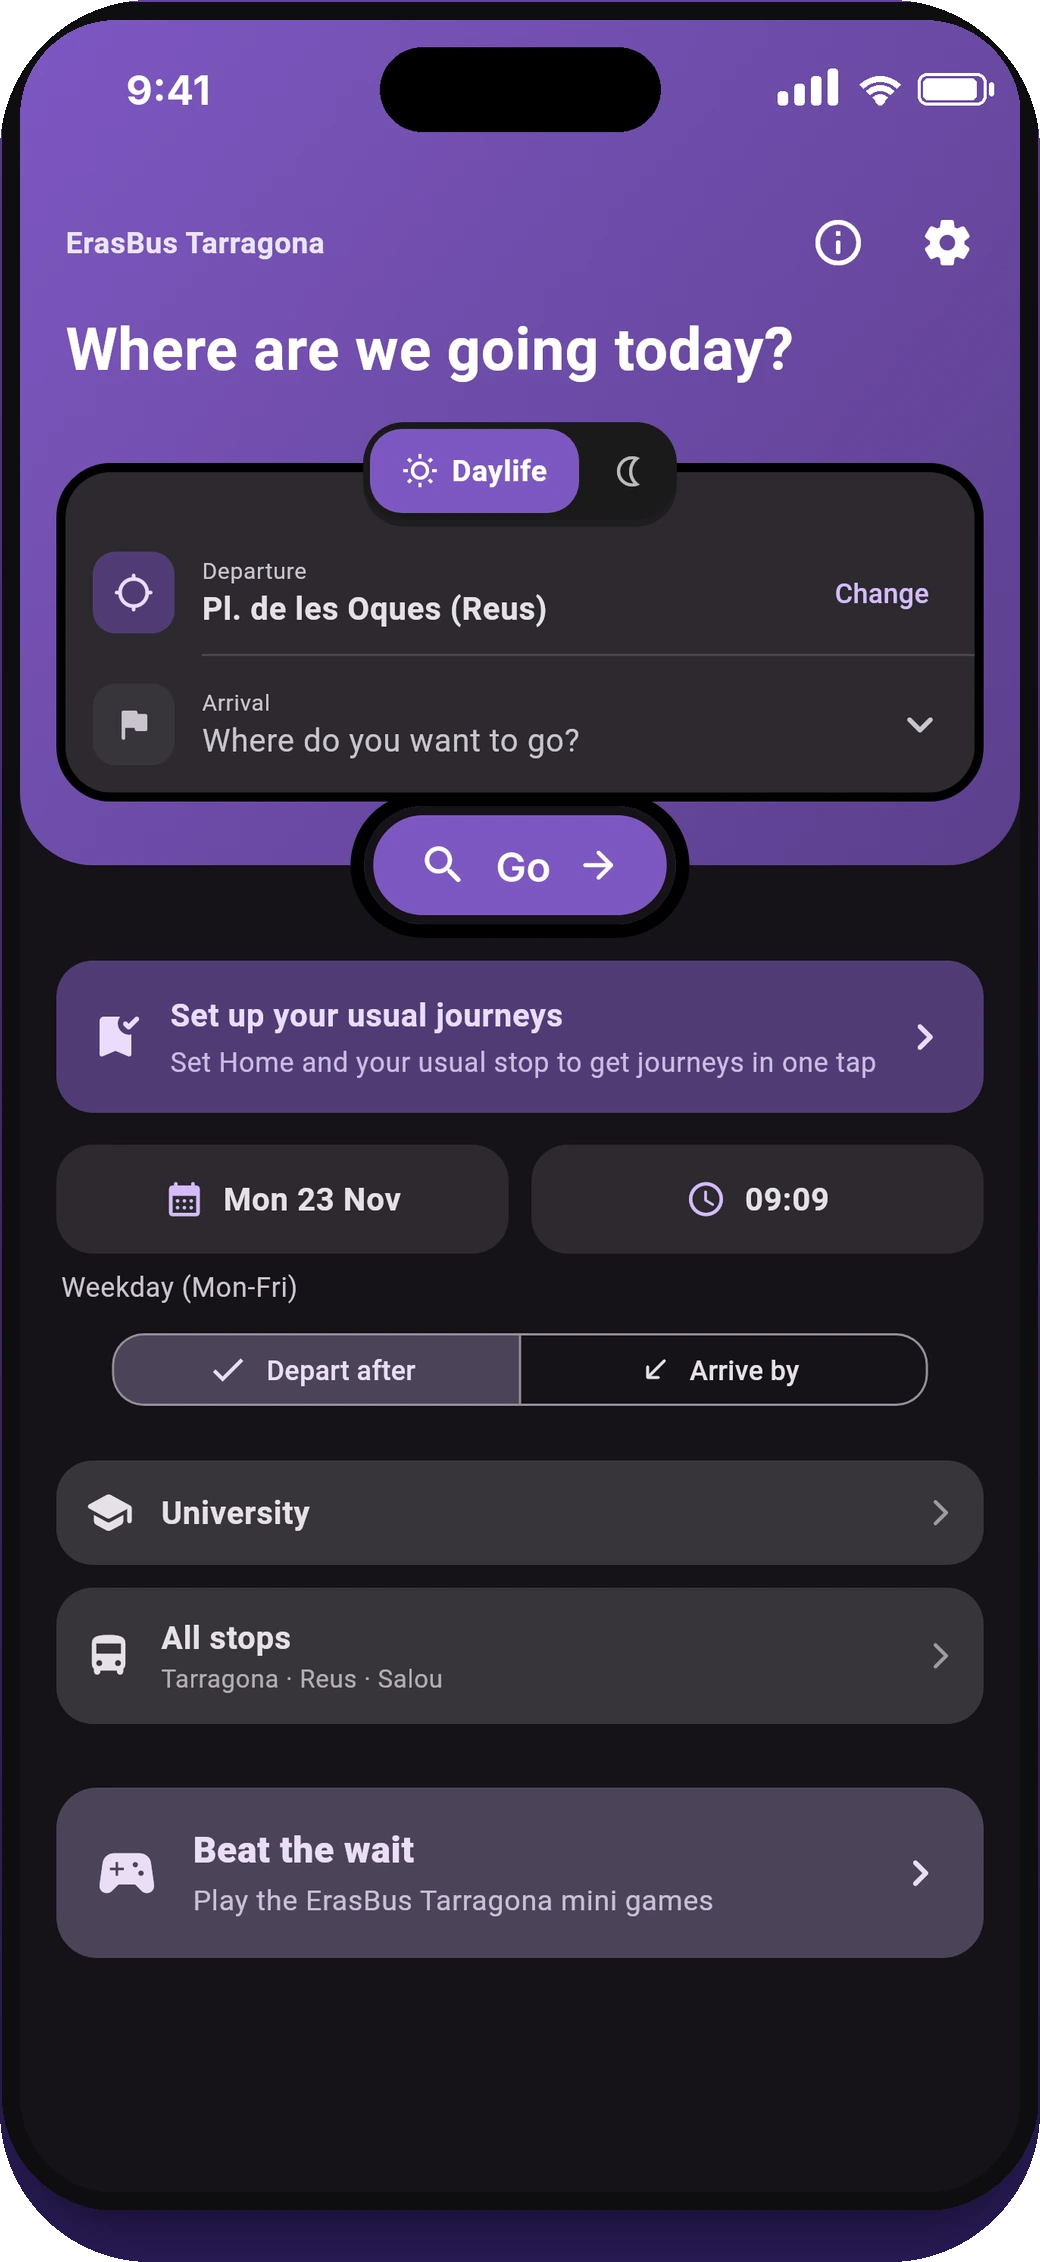 9:41
ErasBus Tarragona
Where are we going today?
Daylife
Departure
Pl. de les Oques (Reus)
Change
Arrival
Where do you want to go?
Go
Set up your usual journeys
Set Home and your usual stop to get journeys in one tap
Mon 23 Nov
09:09
Weekday (Mon-Fri)
Depart after
Arrive by
University
All stops
Tarragona · Reus · Salou
Beat the wait
Play the ErasBus Tarragona mini games